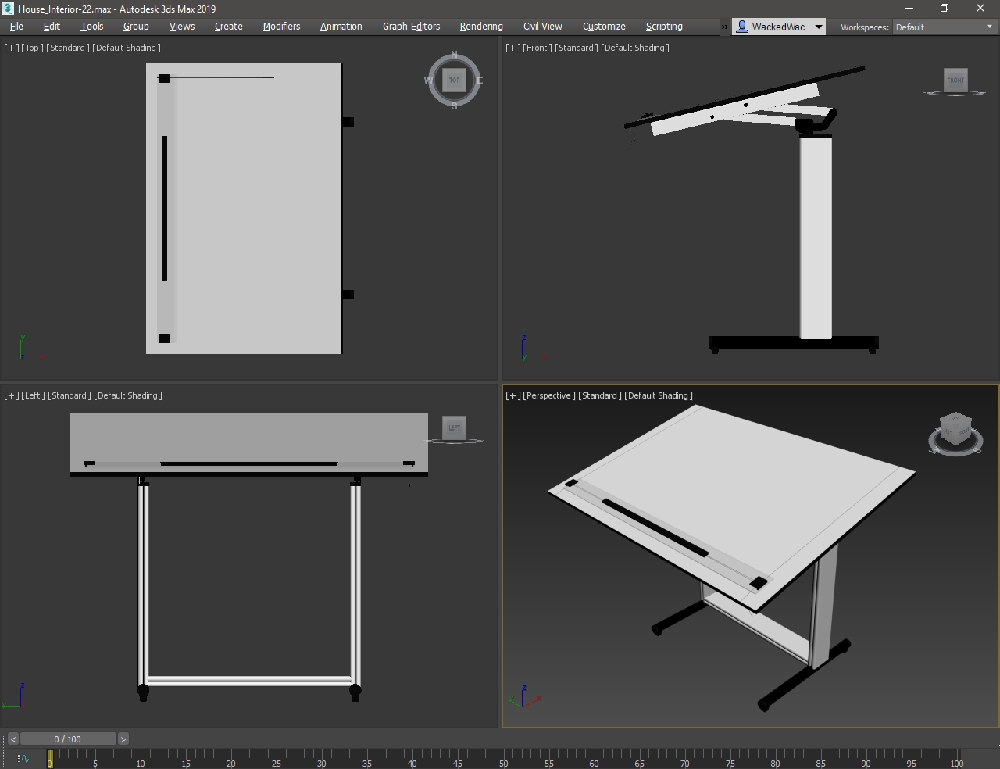 House_Interior-22.max - Autodesk 3ds Max 2019
File Edit Tools Group Views Create Modifiers Animation Graph Editors Rendering Civil View Customize Scripting » WackedMac Workspaces: Default
[+] [Top] [Standard] [Default Shading]
N
W TOP E
S
[+] [Front] [Standard] [Default Shading]
FRONT
y
x
z
y x
[+] [Left] [Standard] [Default Shading]
LEFT
[+] [Perspective] [Standard] [Default Shading]
z
z
< 0 / 100 >
0 5 10 15 20 25 30 35 40 45 50 55 60 65 70 75 80 85 90 95 100